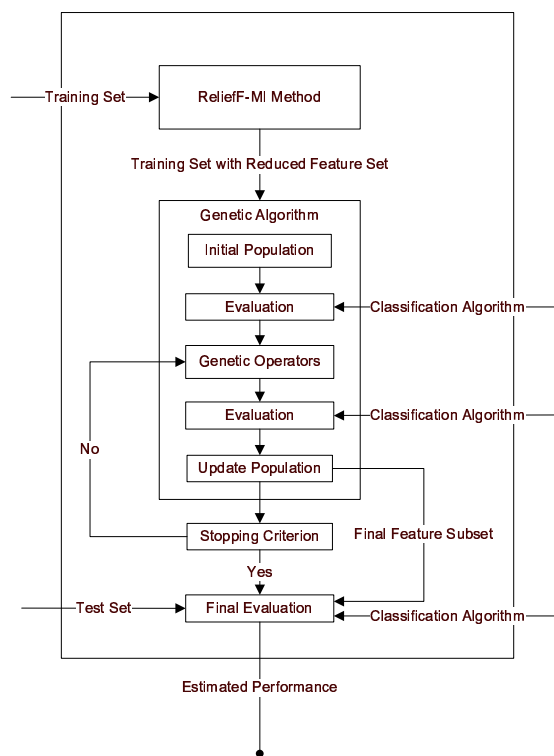 ReliefF-MI Method
Training Set
Training Set with Reduced Feature Set
Genetic Algorithm
Initial Population
Evaluation
Classification Algorithm
Genetic Operators
Evaluation
Classification Algorithm
No
Update Population
Stopping Criterion
Final Feature Subset
Yes
Test Set
Final Evaluation
Classification Algorithm
Estimated Performance